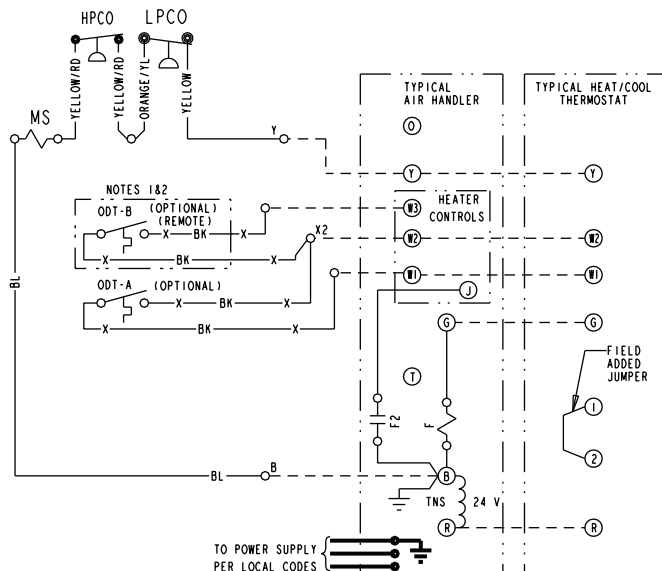 HPCO
LPCO
YELLOW/RD
YELLOW/RD
ORANGE/YL
YELLOW
MS
TYPICAL
AIR HANDLER
TYPICAL HEAT/COOL
THERMOSTAT
O
Y
Y
Y
NOTES 1&2
ODT-B
(OPTIONAL)
(REMOTE)
X
BK
X
X
BK
X
X2
W3
HEATER
CONTROLS
W2
W2
W1
W1
ODT-A
(OPTIONAL)
X
BK
X
X
BK
X
BL
J
G
G
T
FIELD
ADDED
JUMPER
1
2
F2
F
BL
B
B
TNS
24 V
R
R
TO POWER SUPPLY
PER LOCAL CODES